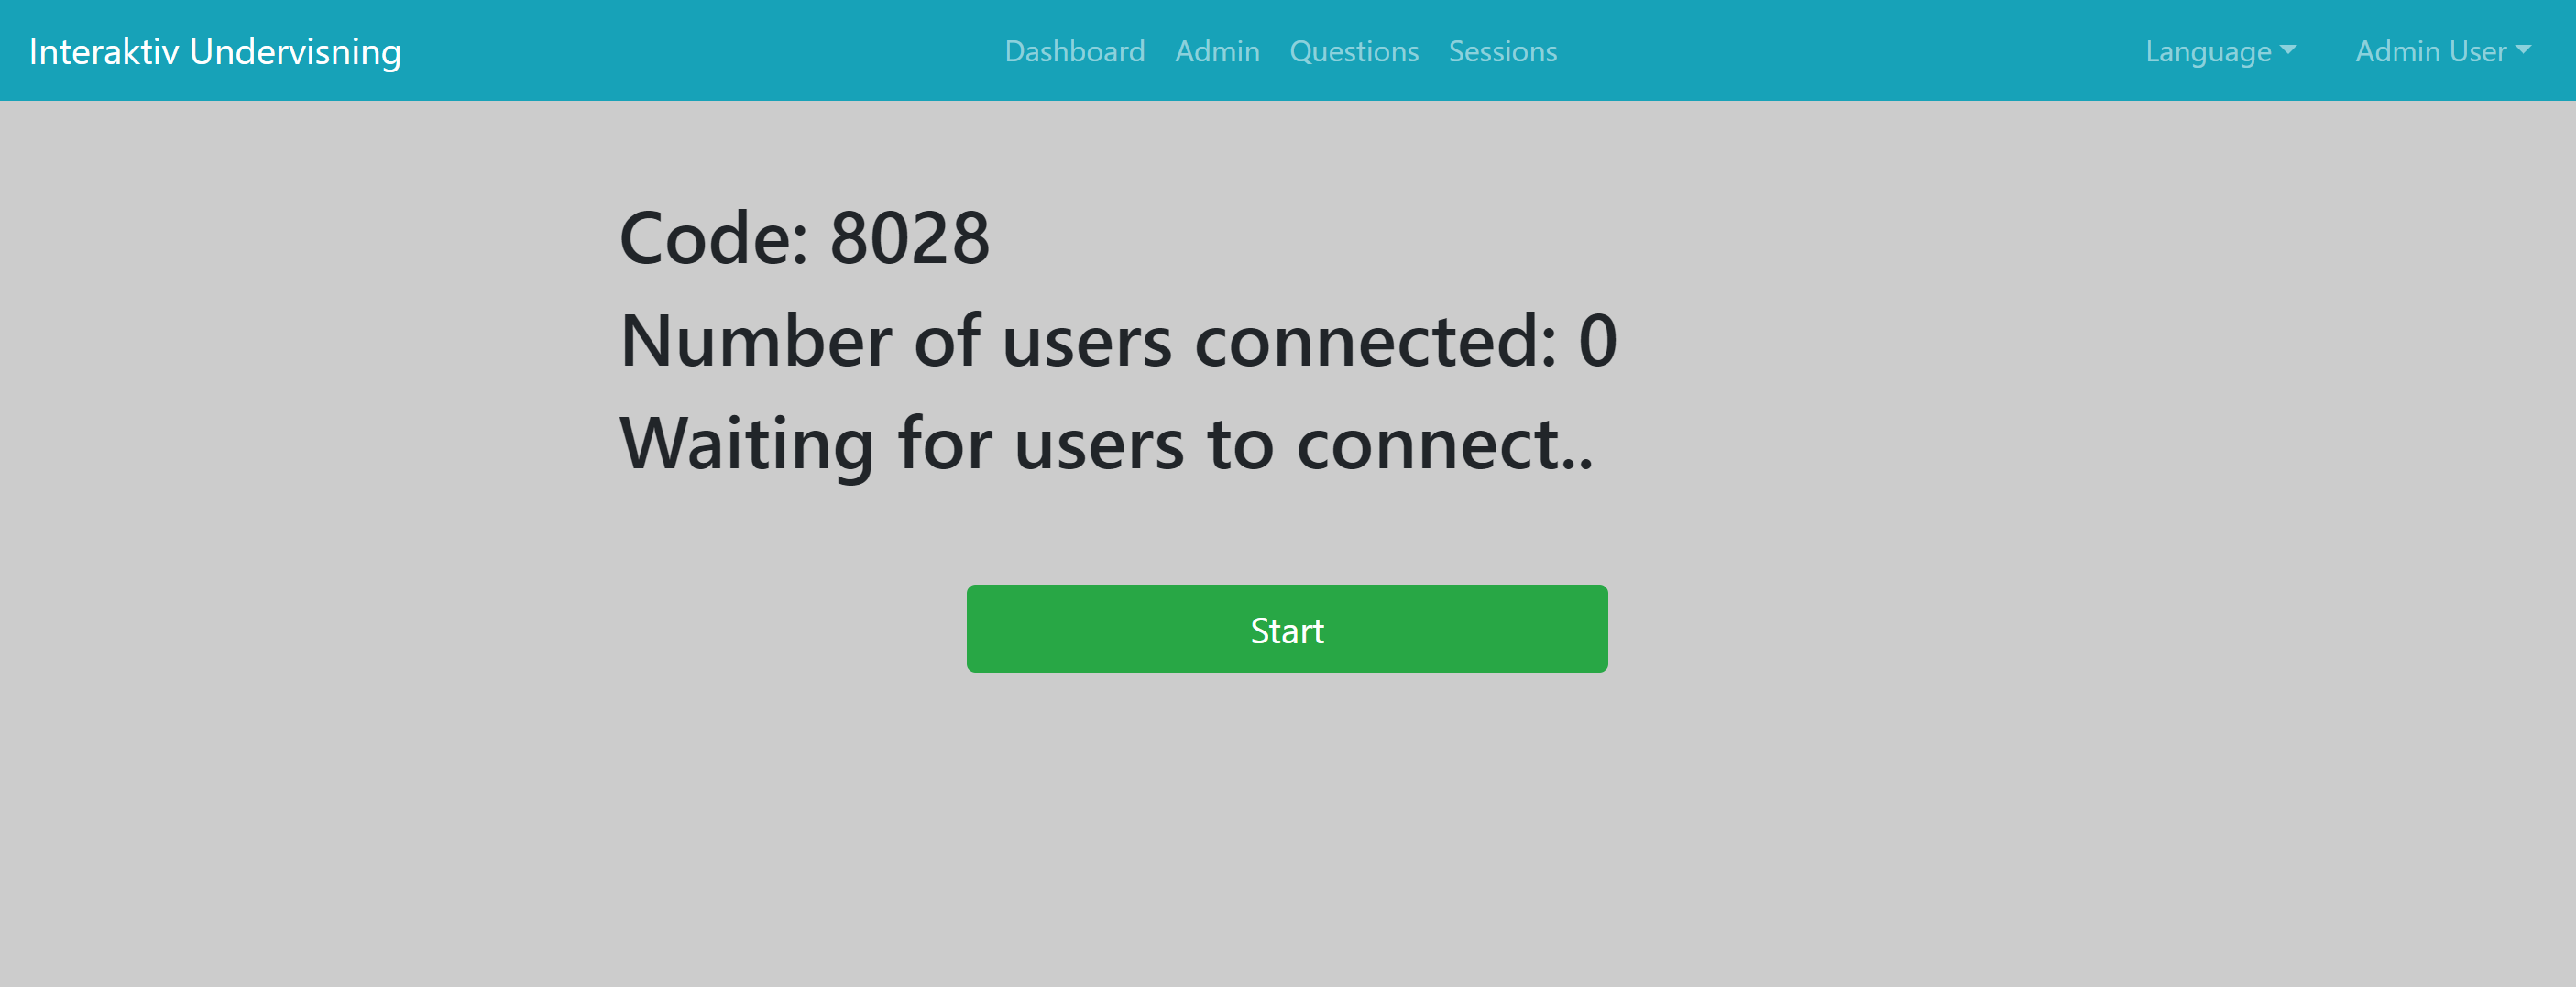 Interaktiv Undervisning
Dashboard Admin Questions Sessions
Language Admin User
Code: 8028
Number of users connected: 0
Waiting for users to connect..
Start